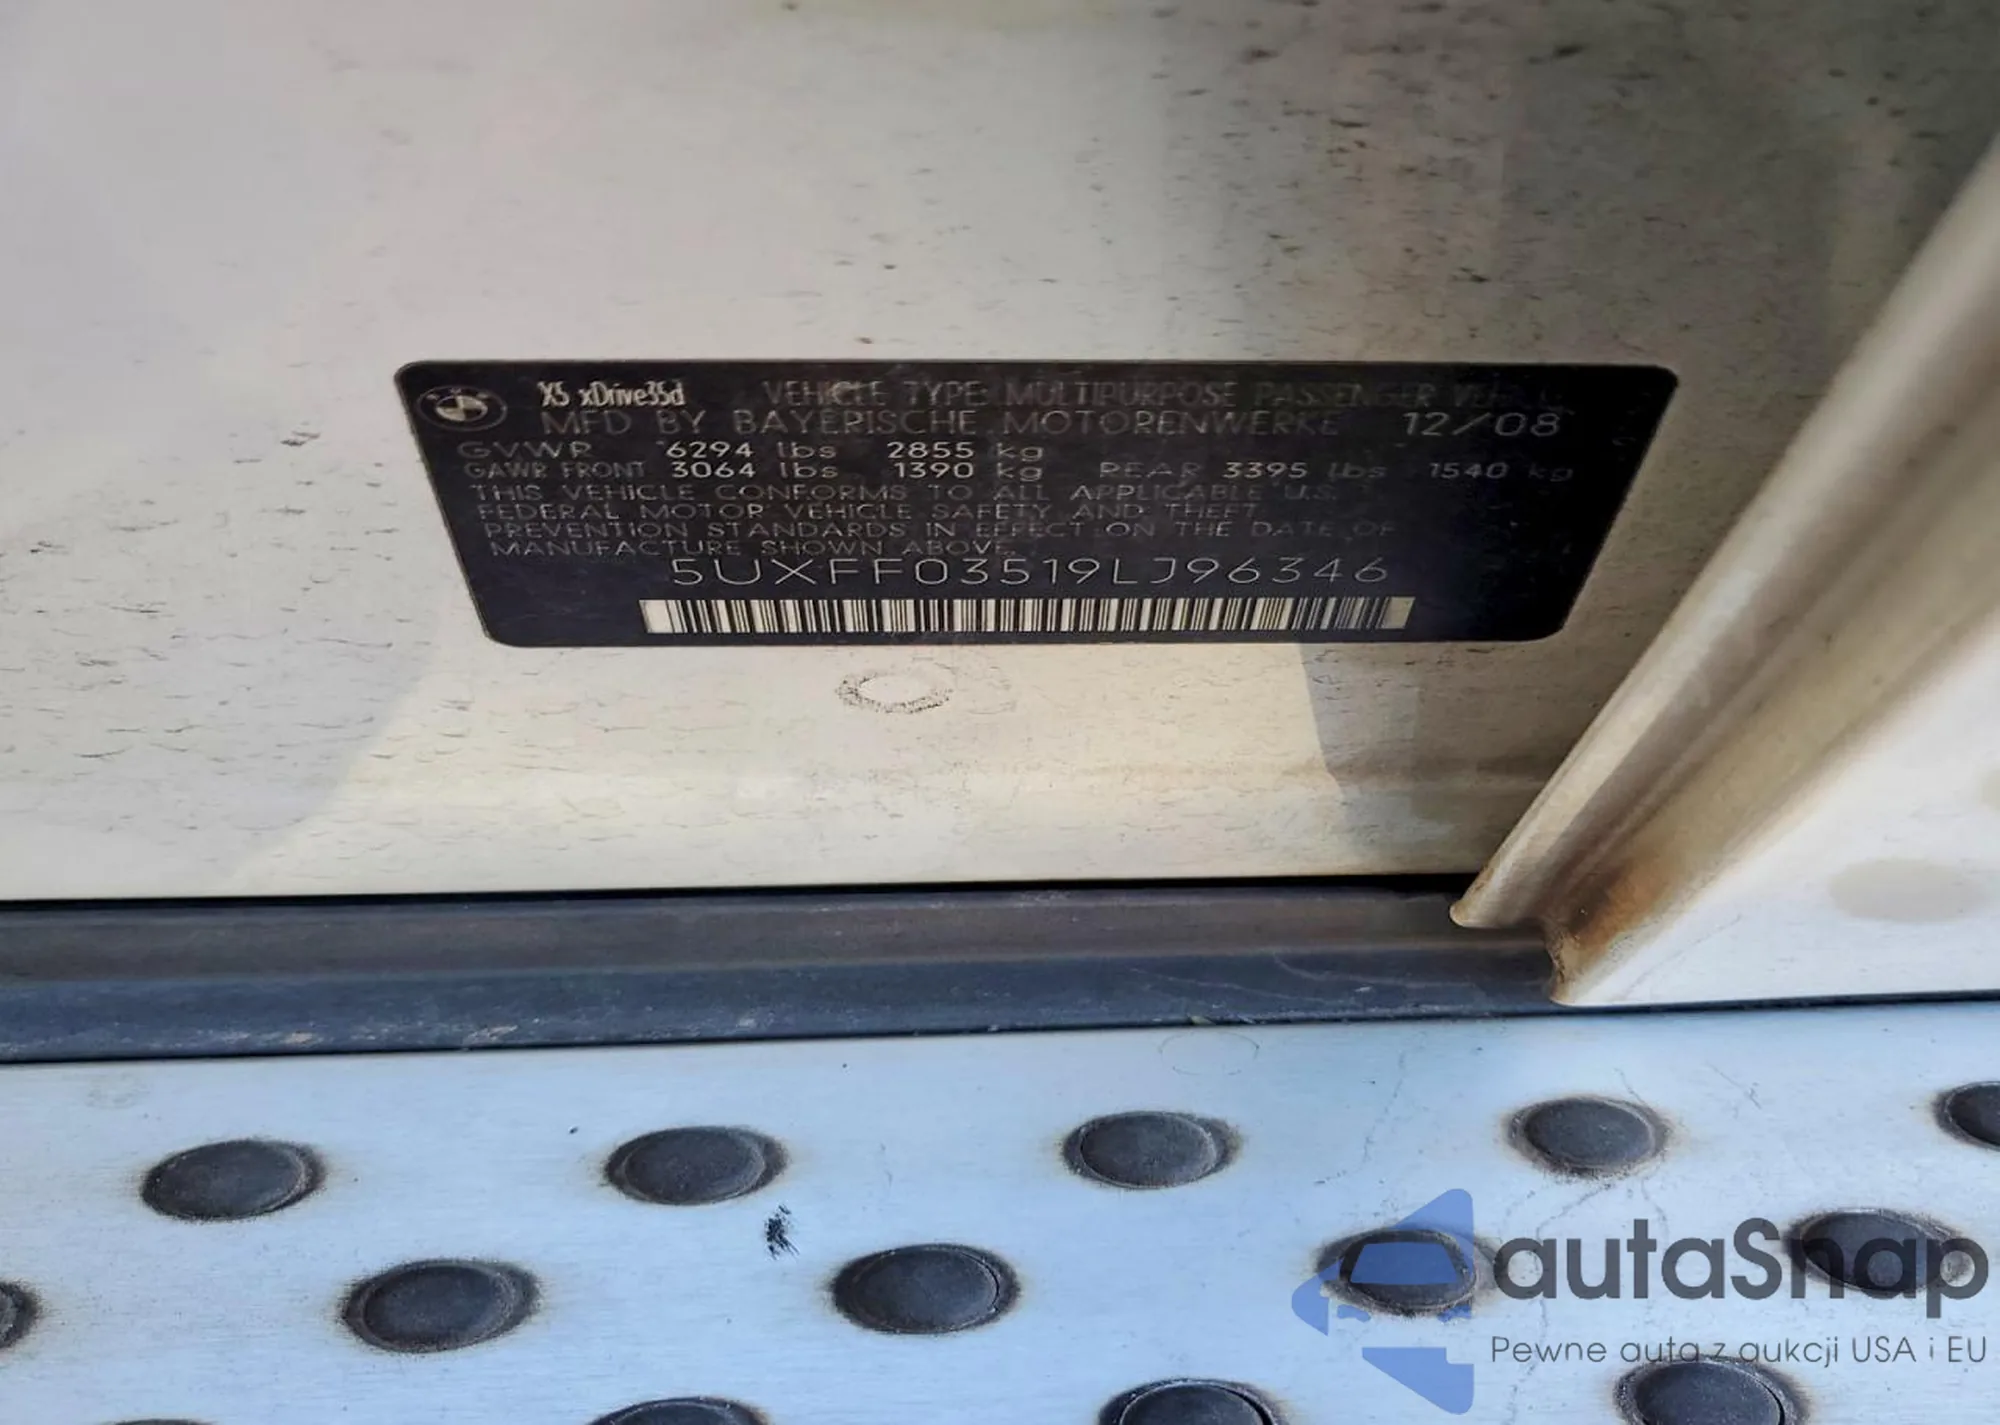 X5 xDrive35d VEHICLE TYPE: MULTIPURPOSE PASSENGER VEHICLE
MFD BY BAYERISCHE MOTORENWERKE 12/08
GVWR 6294 lbs 2855 kg
GAWR FRONT 3064 lbs 1390 kg REAR 3395 lbs 1540 kg
THIS VEHICLE CONFORMS TO ALL APPLICABLE U.S.
FEDERAL MOTOR VEHICLE SAFETY AND THEFT
PREVENTION STANDARDS IN EFFECT ON THE DATE OF
MANUFACTURE SHOWN ABOVE.
5UXFF03519LJ96346
autaSnap
Pewne auta z aukcji USA i EU